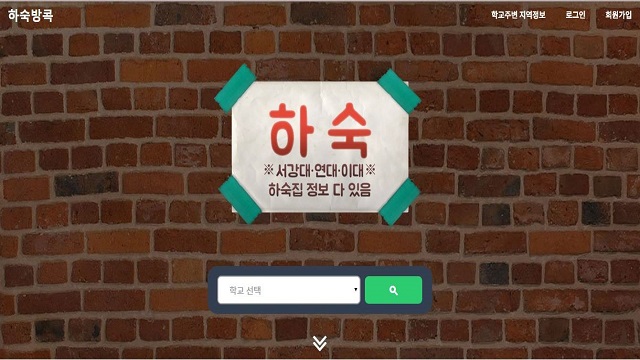 하숙방콕
학교주변 지역정보 로그인 회원가입
하숙
※서강대·연대·이대※
하숙집 정보 다 있음
학교 선택